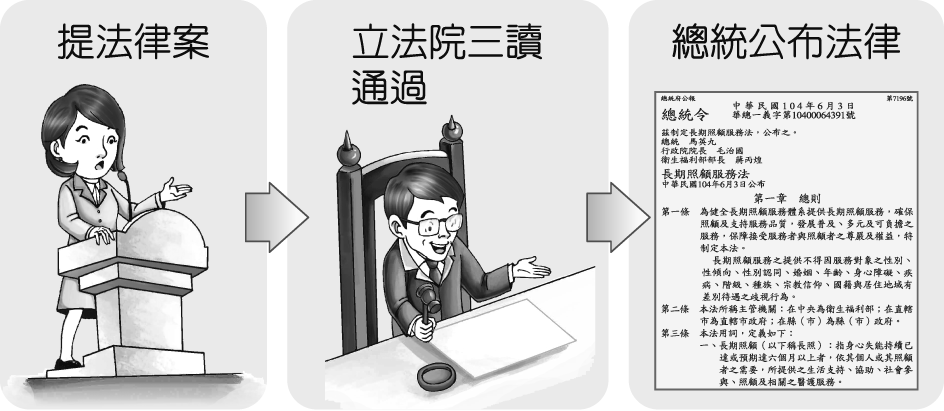 提法律案
立法院三讀
通過
總統公布法律
總統府公報
第7196號
中華民國104年6月3日
總統令
華總一義字第10400064391號
茲制定長期照顧服務法，公布之。
總統　馬英九
行政院院長　毛治國
衛生福利部部長　蔣丙煌
長期照顧服務法
中華民國104年6月3日公布
第一章　總則
第一條　為健全長期照顧服務體系提供長期照顧服務，確保
照顧及支持服務品質，發展普及、多元及可負擔之
服務，保障接受服務者與照顧者之尊嚴及權益，特
制定本法。
長期照顧服務之提供不得因服務對象之性別、
性傾向、性別認同、婚姻、年齡、身心障礙、疾
病、階級、種族、宗教信仰、國籍與居住地域有
差別待遇之歧視行為。
第二條　本法所稱主管機關：在中央為衛生福利部；在直轄
市為直轄市政府；在縣（市）為縣（市）政府。
第三條　本法用詞，定義如下：
一、長期照顧（以下稱長照）：指身心失能持續已
達或預期達六個月以上者，依其個人或其照顧
者之需要，所提供之生活支持、協助、社會參
與、照顧及相關之醫護服務。